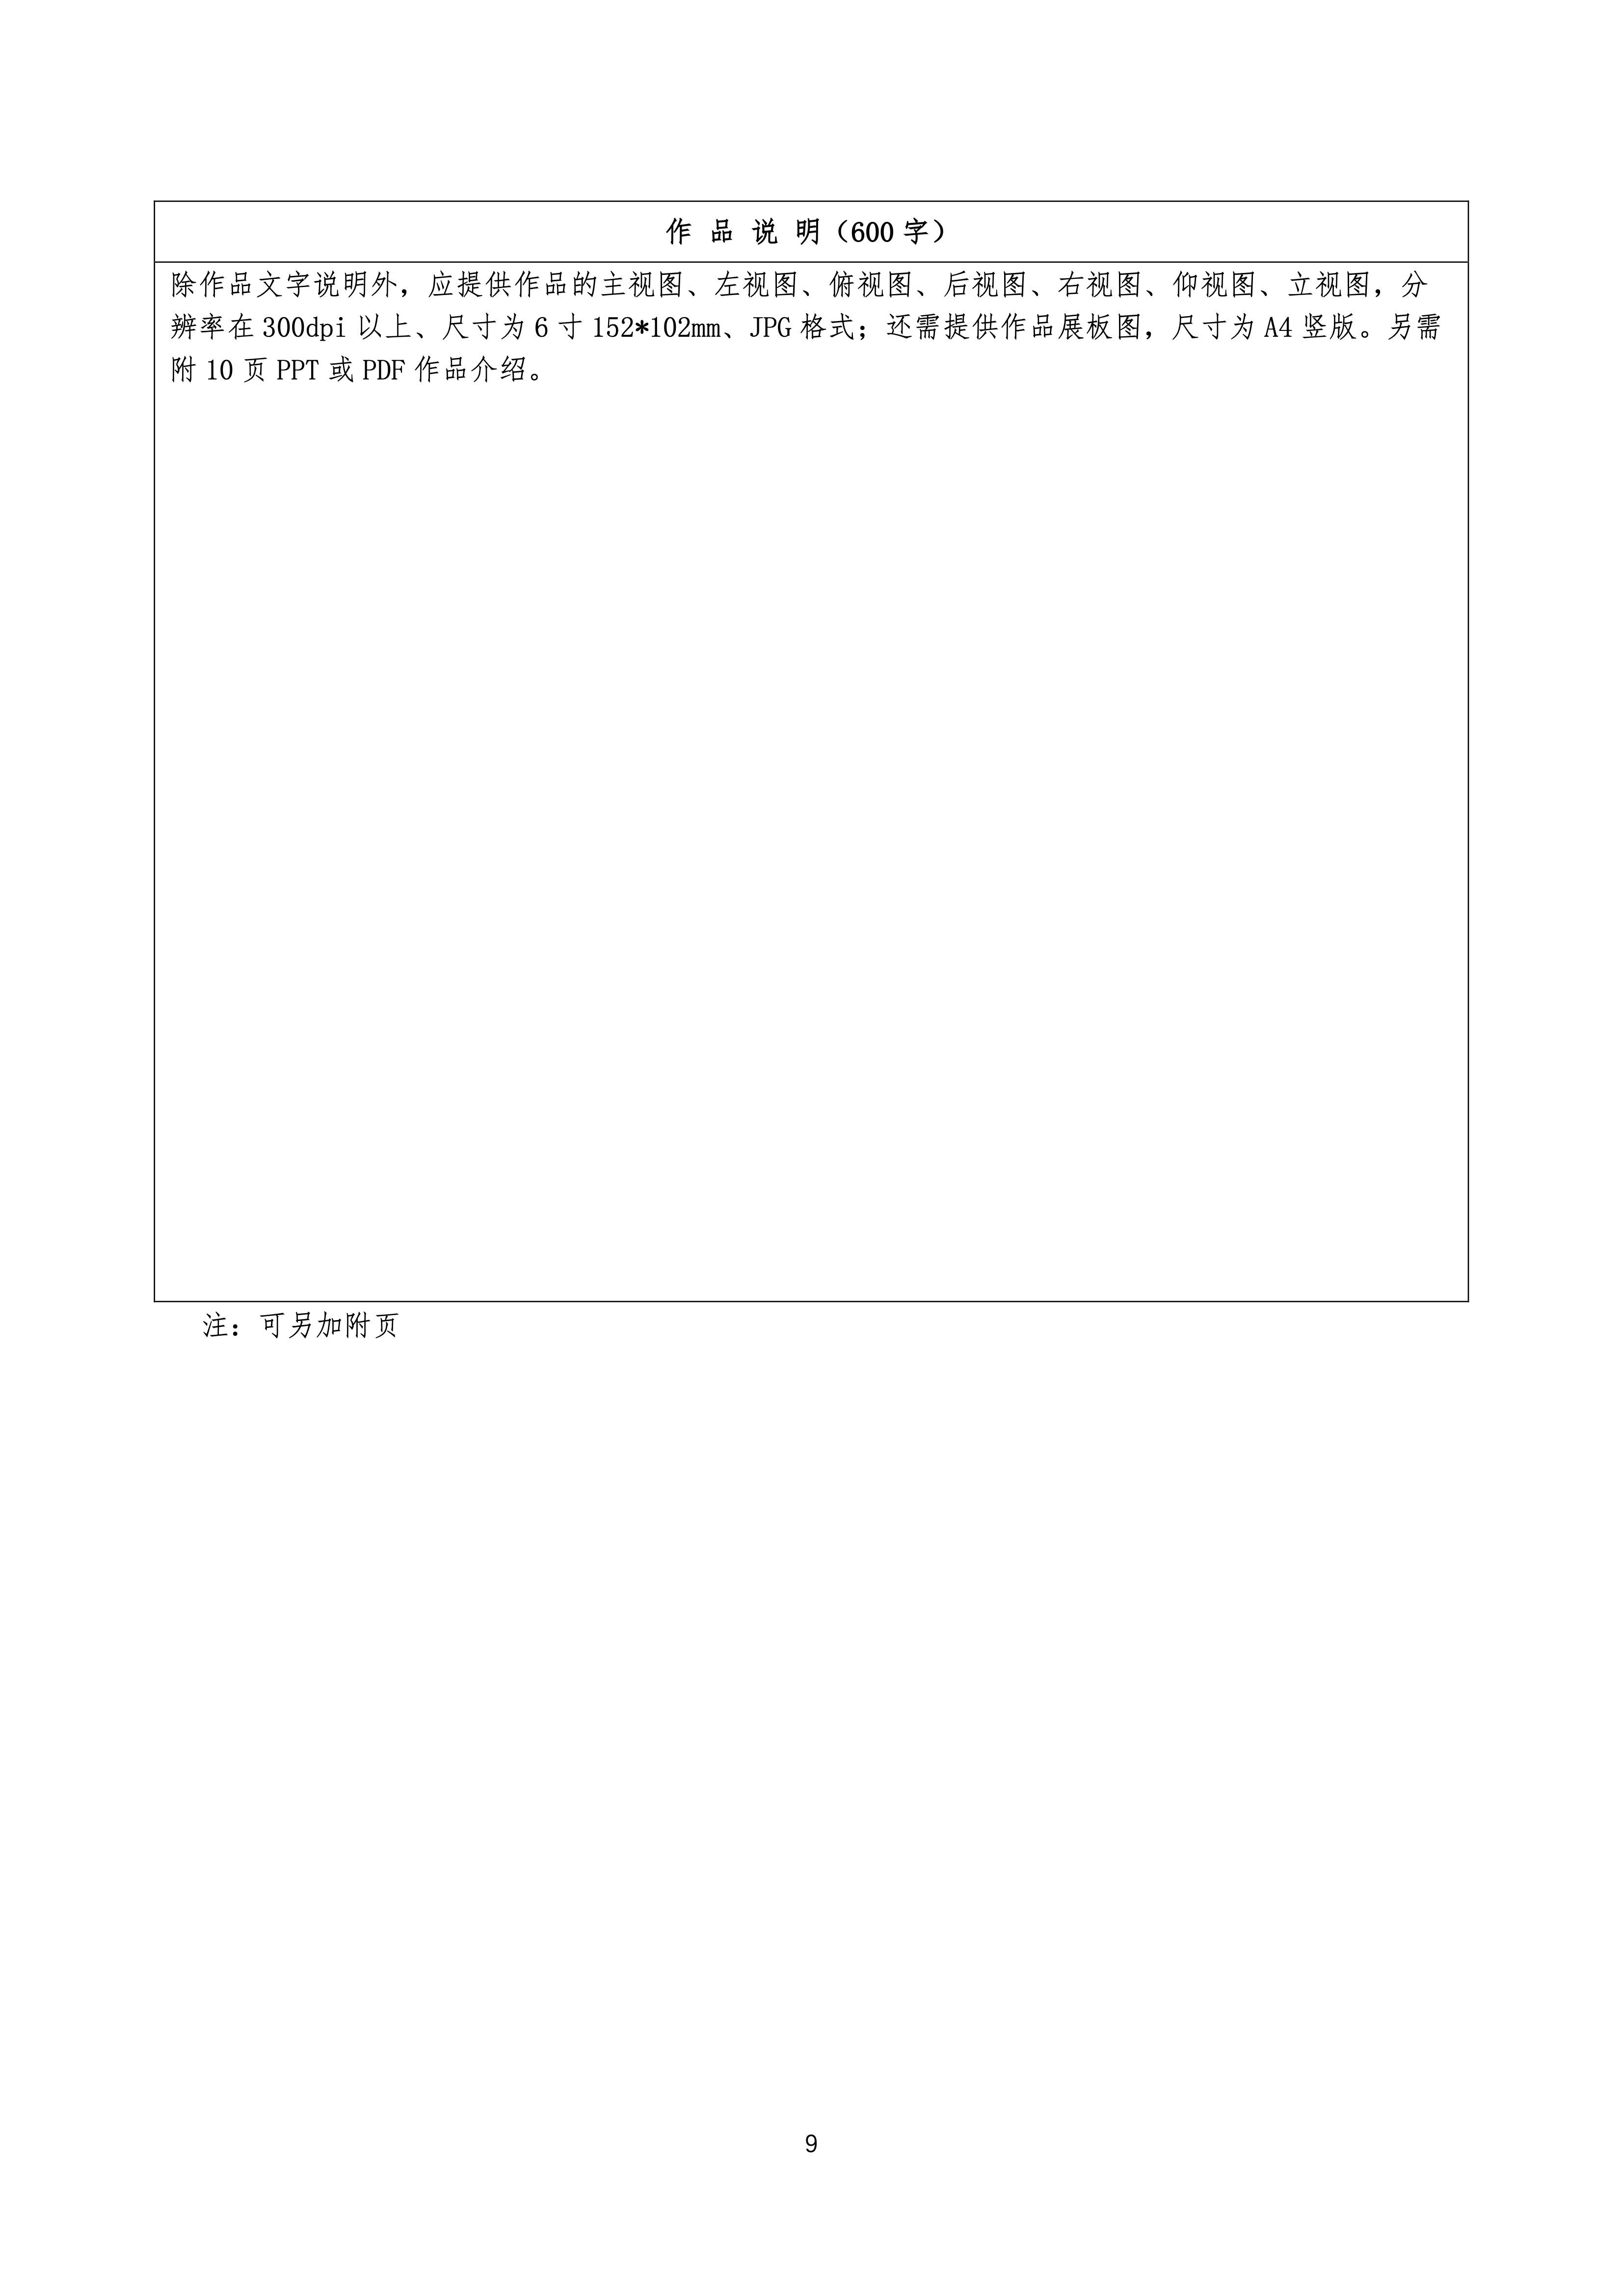 作 品 说 明（600 字）
除作品文字说明外，应提供作品的主视图、左视图、俯视图、后视图、右视图、仰视图、立视图，分
辨率在 300dpi 以上、尺寸为 6 寸 152*102mm、JPG 格式；还需提供作品展板图，尺寸为 A4 竖版。另需
附 10 页 PPT 或 PDF 作品介绍。
注：可另加附页
9